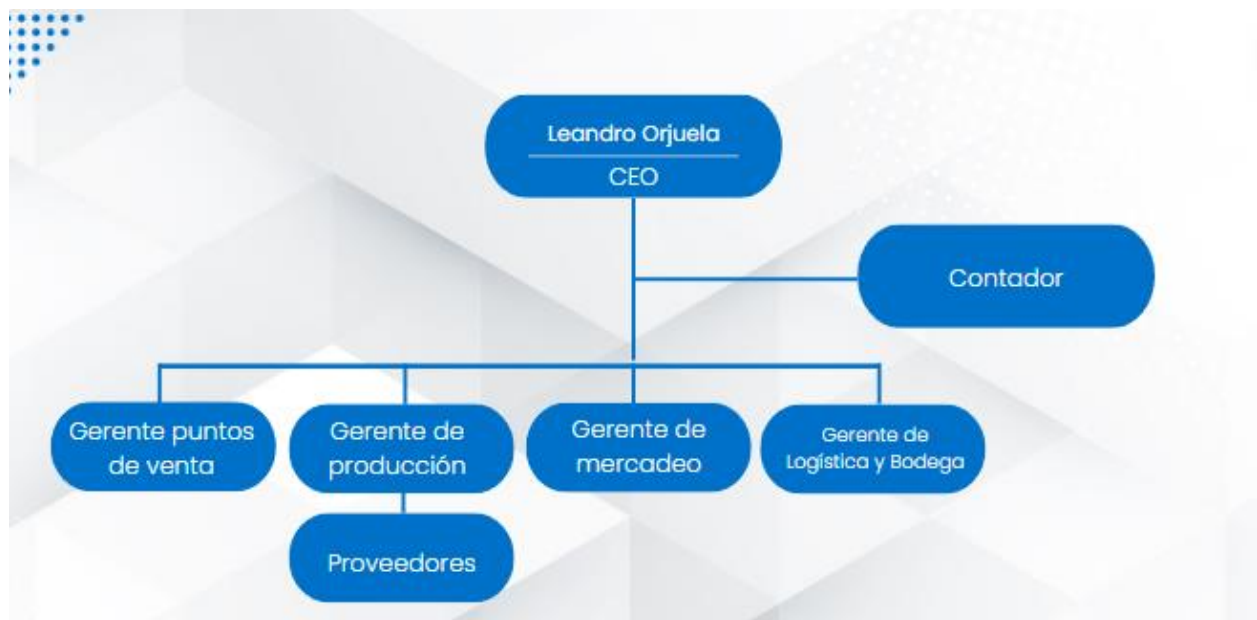 Leandro Orjuela
CEO
Contador
Gerente puntos
de venta
Gerente de
producción
Gerente de
mercadeo
Gerente de
Logística y Bodega
Proveedores